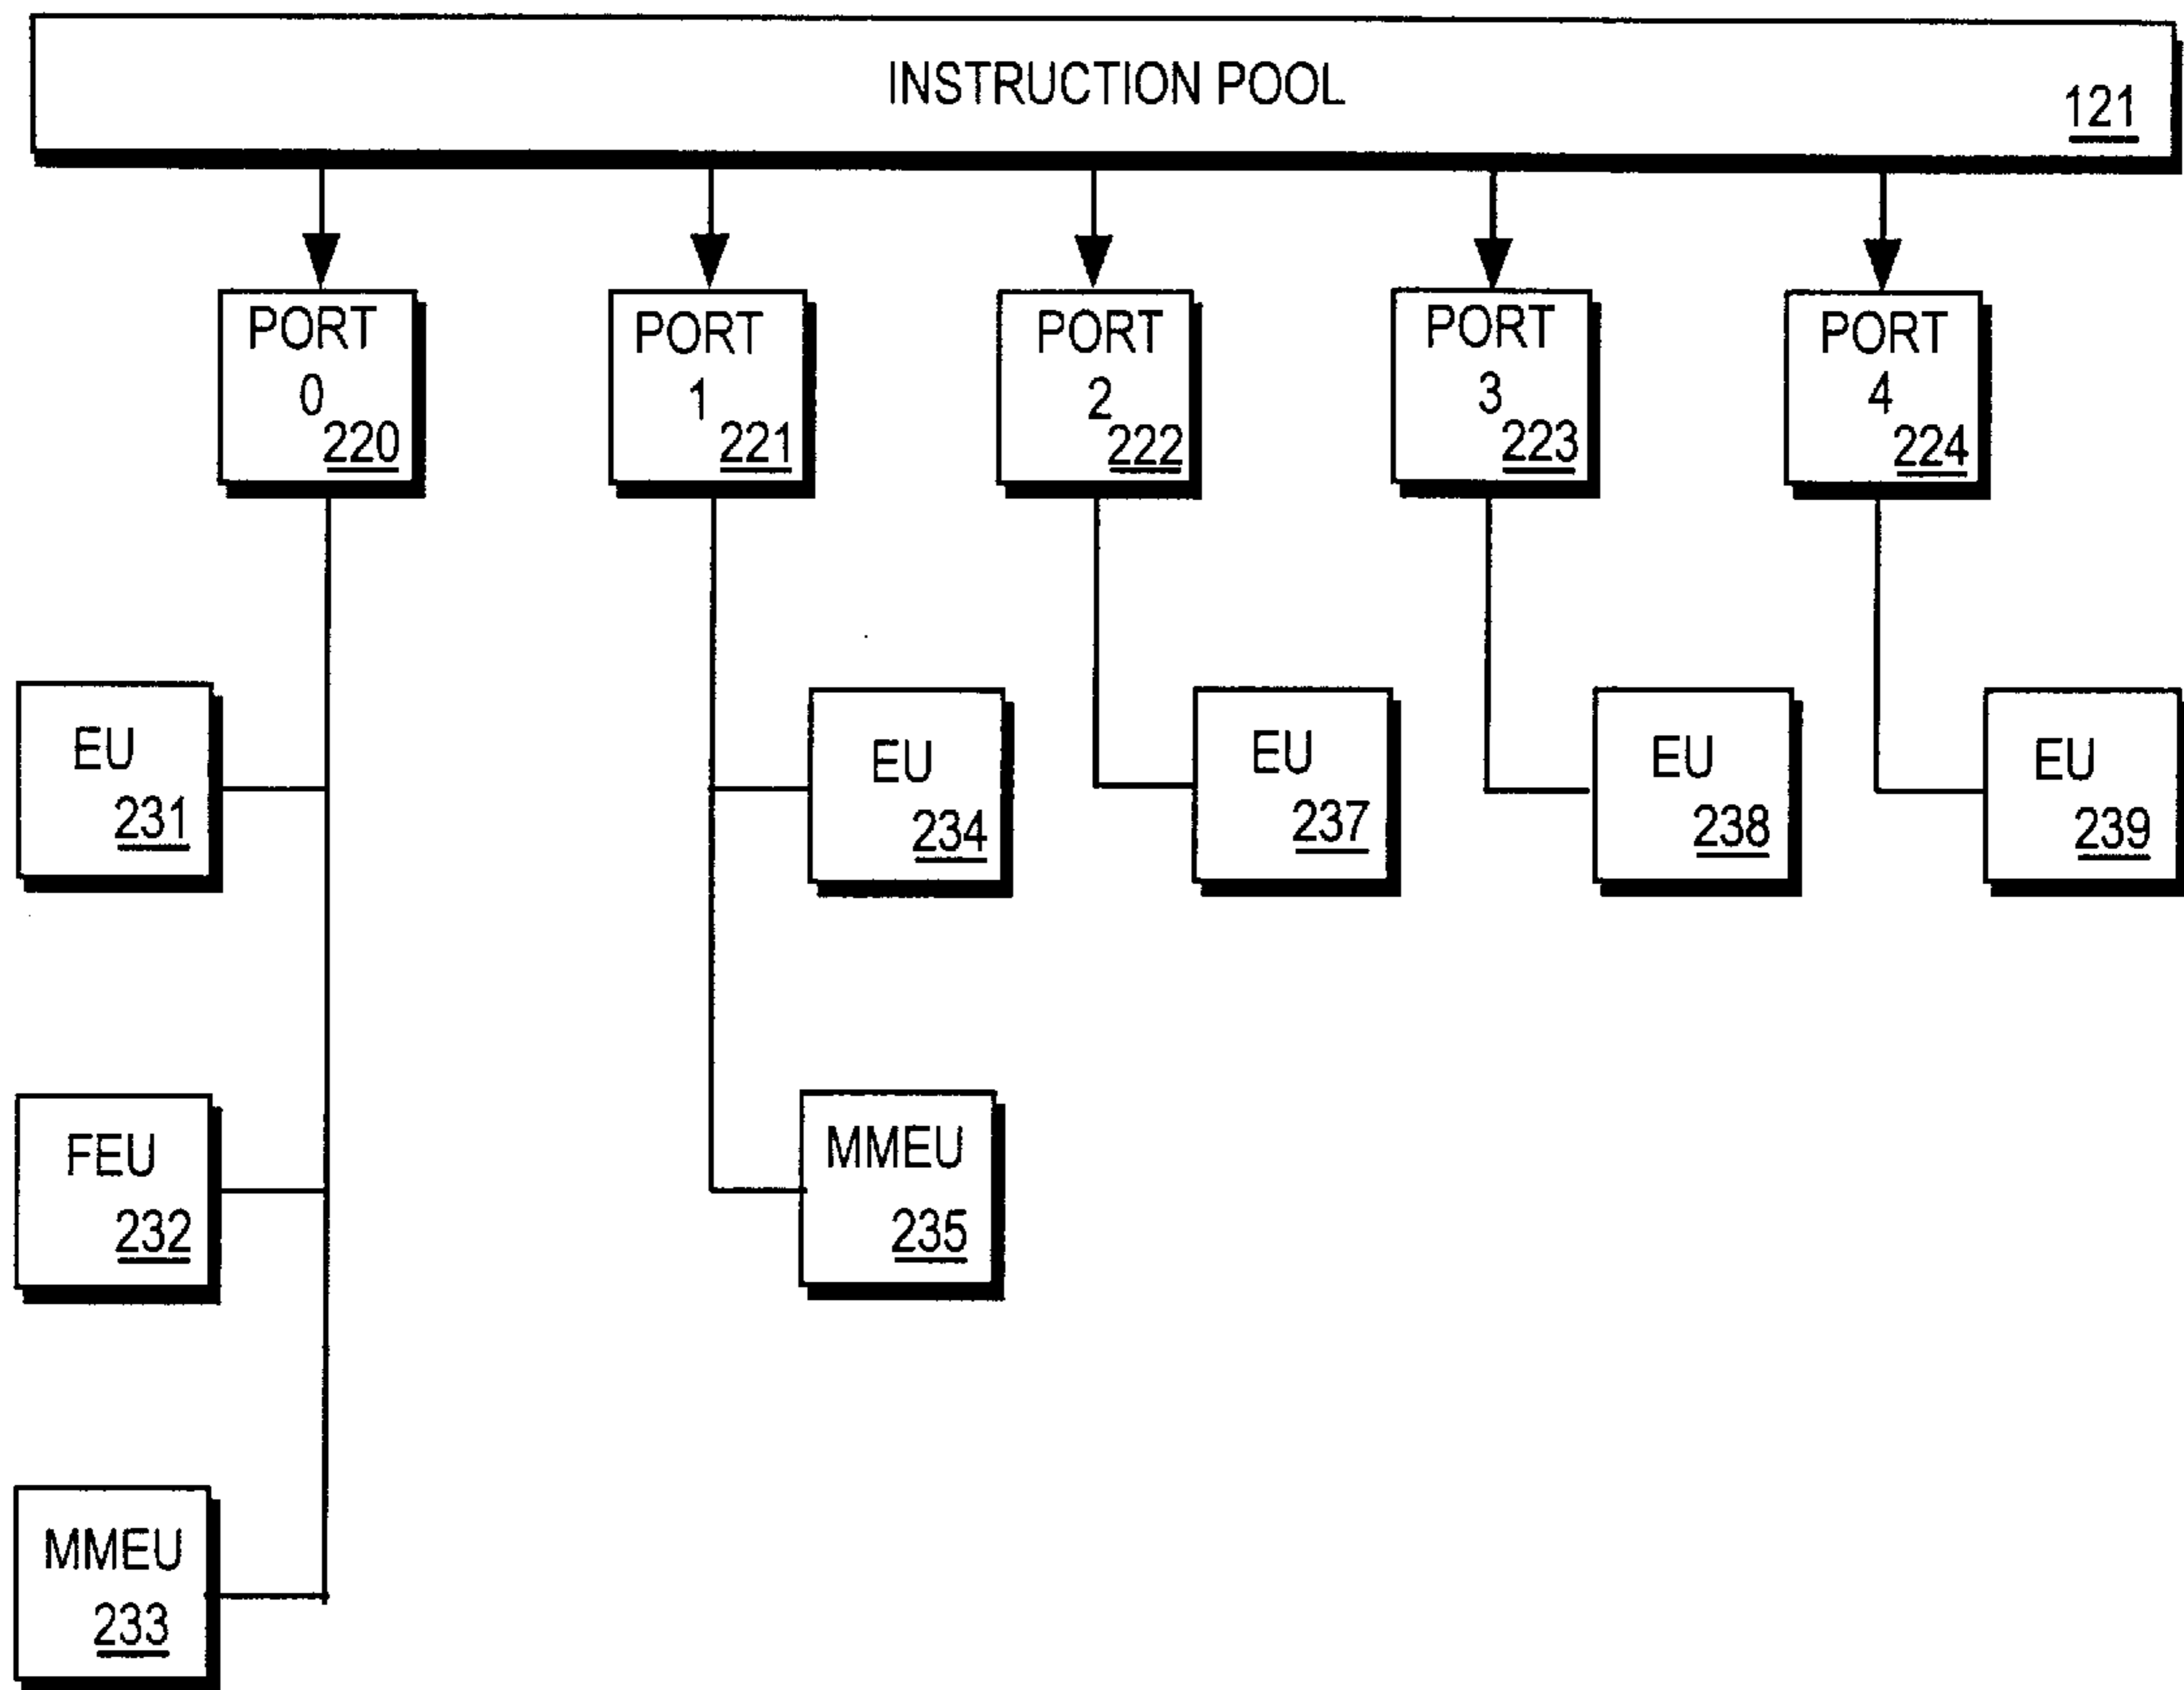 INSTRUCTION POOL
121
PORT
0
220
PORT
1
221
PORT
2
222
PORT
3
223
PORT
4
224
EU
231
EU
234
EU
237
EU
238
EU
239
FEU
232
MMEU
235
MMEU
233